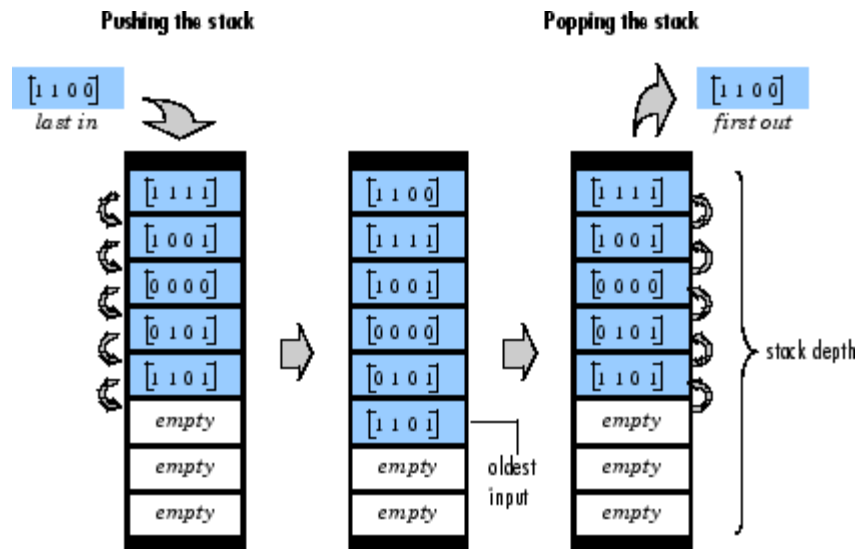 Pushing the stack
Popping the stack
[1 1 0 0]
last in
[1 1 0 0]
first out
[1 1 1 1]
[1 0 0 1]
[0 0 0 0]
[0 1 0 1]
[1 1 0 1]
empty
empty
empty
[1 1 0 0]
[1 1 1 1]
[1 0 0 1]
[0 0 0 0]
[0 1 0 1]
[1 1 0 1]
empty
empty
oldest
input
[1 1 1 1]
[1 0 0 1]
[0 0 0 0]
[0 1 0 1]
[1 1 0 1]
empty
empty
empty
stack depth